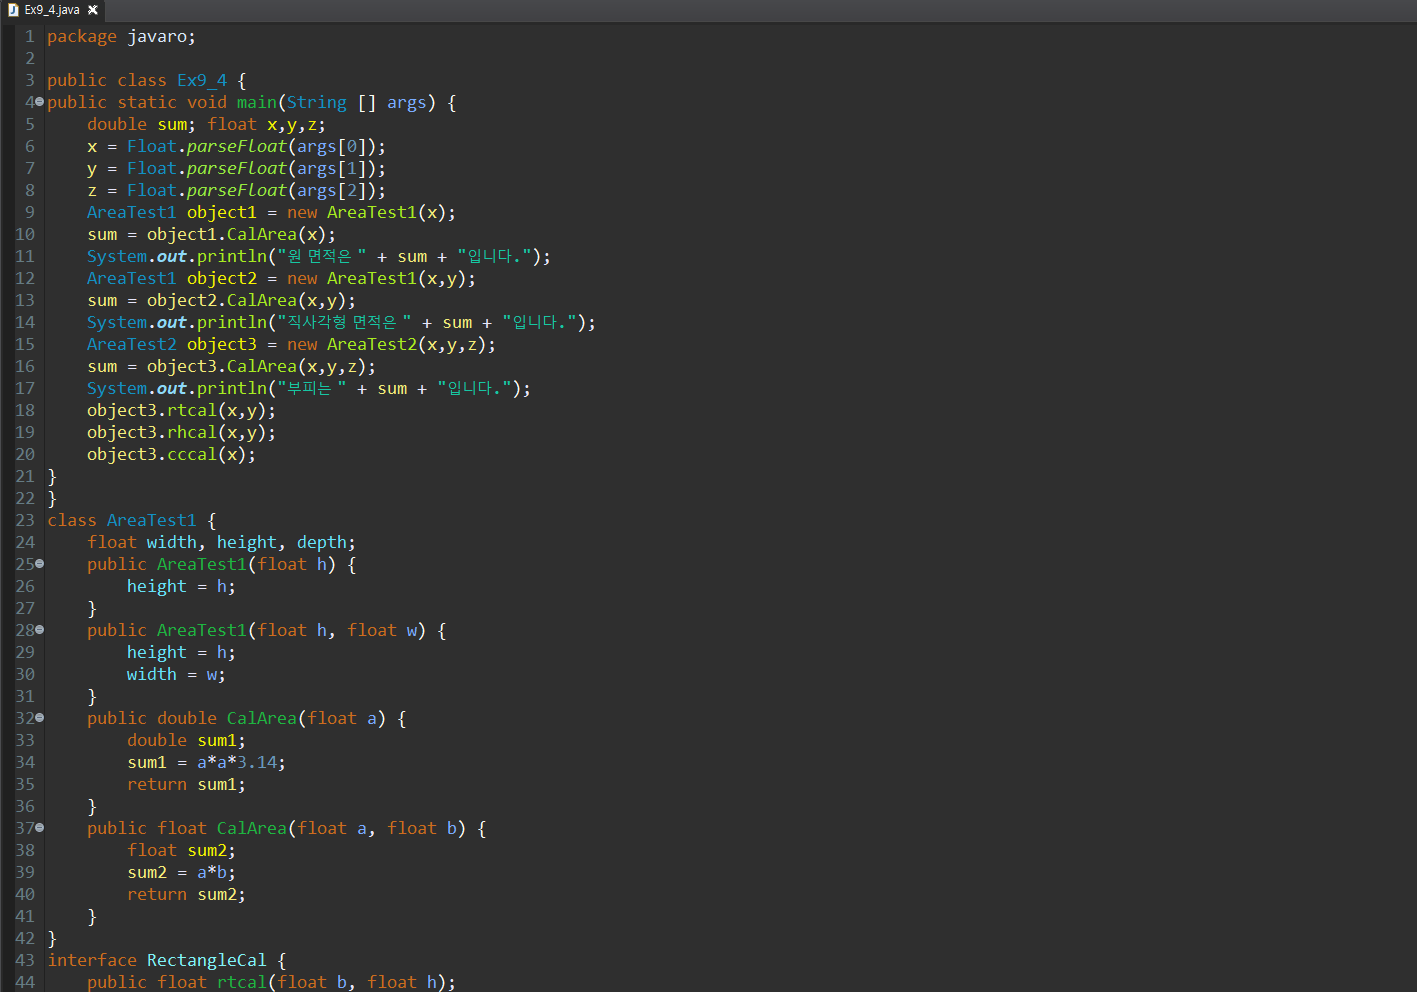 Ex9_4.java
1 package javaro;
2
3 public class Ex9_4 {
4 public static void main(String [] args) {
5     double sum; float x,y,z;
6     x = Float.parseFloat(args[0]);
7     y = Float.parseFloat(args[1]);
8     z = Float.parseFloat(args[2]);
9     AreaTest1 object1 = new AreaTest1(x);
10     sum = object1.CalArea(x);
11     System.out.println("원 면적은 " + sum + "입니다.");
12     AreaTest1 object2 = new AreaTest1(x,y);
13     sum = object2.CalArea(x,y);
14     System.out.println("직사각형 면적은 " + sum + "입니다.");
15     AreaTest2 object3 = new AreaTest2(x,y,z);
16     sum = object3.CalArea(x,y,z);
17     System.out.println("부피는 " + sum + "입니다.");
18     object3.rtcal(x,y);
19     object3.rhcal(x,y);
20     object3.cccal(x);
21 }
22 }
23 class AreaTest1 {
24     float width, height, depth;
25     public AreaTest1(float h) {
26         height = h;
27     }
28     public AreaTest1(float h, float w) {
29         height = h;
30         width = w;
31     }
32     public double CalArea(float a) {
33         double sum1;
34         sum1 = a*a*3.14;
35         return sum1;
36     }
37     public float CalArea(float a, float b) {
38         float sum2;
39         sum2 = a*b;
40         return sum2;
41     }
42 }
43 interface RectangleCal {
44     public float rtcal(float b, float h);